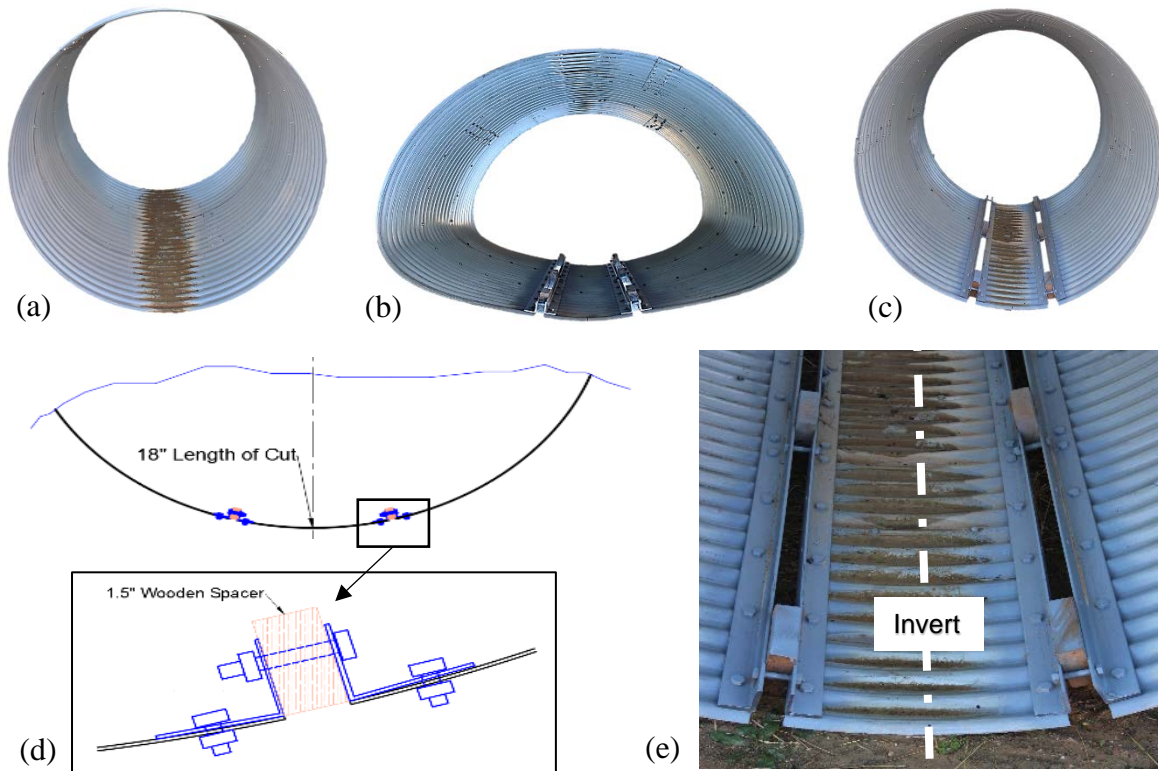 (a)
(b)
(c)
18" Length of Cut
1.5" Wooden Spacer
(d)
Invert
(e)